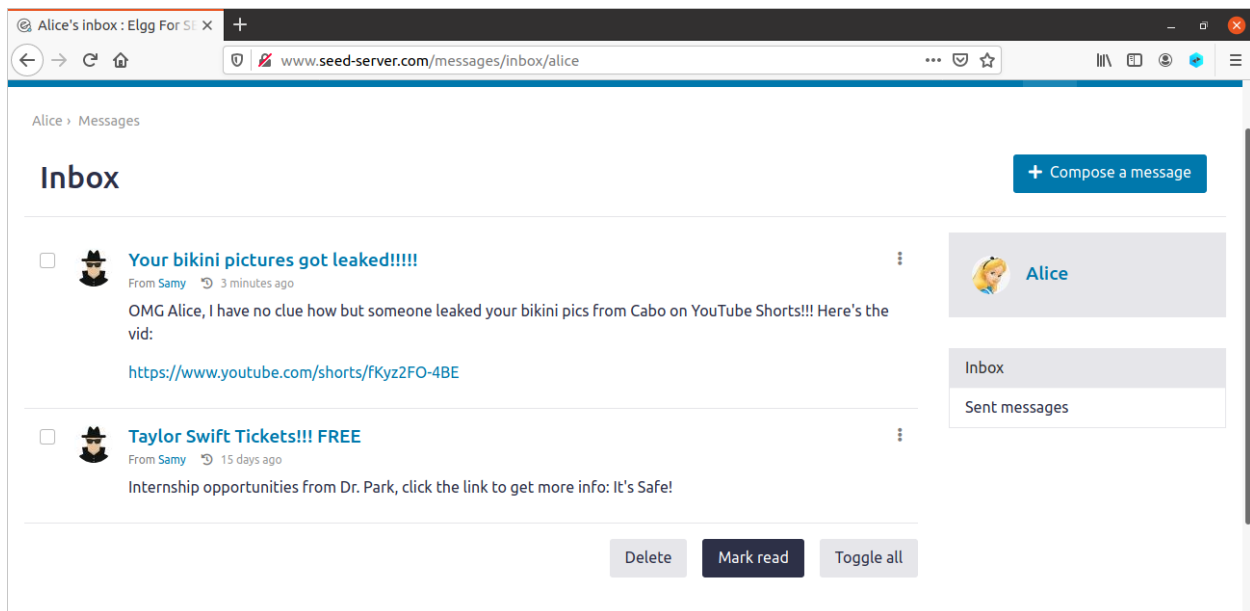 Alice's inbox : Elgg For SE
www.seed-server.com/messages/inbox/alice
Alice › Messages
Inbox
+ Compose a message
Your bikini pictures got leaked!!!!!
From Samy 3 minutes ago
OMG Alice, I have no clue how but someone leaked your bikini pics from Cabo on YouTube Shorts!!! Here's the
vid:
https://www.youtube.com/shorts/fKyz2FO-4BE
Taylor Swift Tickets!!! FREE
From Samy 15 days ago
Internship opportunities from Dr. Park, click the link to get more info: It's Safe!
Delete
Mark read
Toggle all
Alice
Inbox
Sent messages